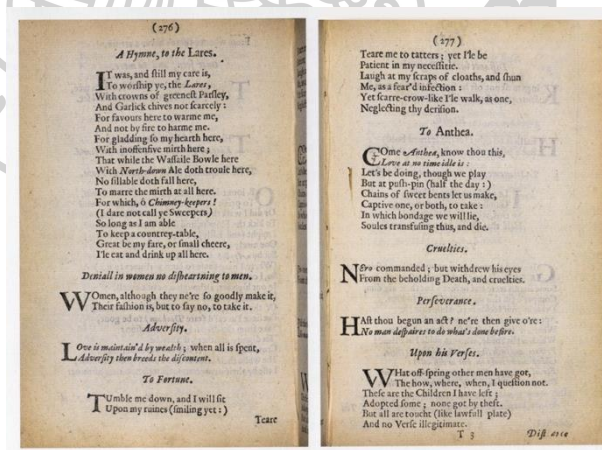 (276)
A Hymne, to the Lares.
IT was, and still my care is,
To worship ye, the Lares,
With crowns of greenest Parsley,
And Garlick chives not scarcely:
For favours here to warme me,
And not by fire to harme me.
For gladding so my hearth here,
With inoffensive mirth here;
That while the Wassaile Bowle here
With North-down Ale doth troule here,
No sillable doth fall here,
To marre the mirth at all here.
For which, ô Chimney-keepers!
(I dare not call ye Sweepers)
So long as I am able
To keep a countrey-table,
Great be my fare, or small cheere,
I'le eat and drink up all here.
Deniall in women no disheartning to men.
WOmen, although they ne're so goodly make it,
Their fashion is, but to say no, to take it.
Adversity.
LOve is maintain'd by wealth; when all is spent,
Adversity then breeds the discontent.
To Fortune.
TUmble me down, and I will sit
Upon my ruines (smiling yet:)
Teare
(277)
Teare me to tatters; yet I'le be
Patient in my necessitie.
Laugh at my scraps of cloaths, and shun
Me, as a fear'd infection:
Yet scarre-crow-like I'le walk, as one,
Neglecting thy derision.
To Anthea.
COme Anthea, know thou this,
Love at no time idle is:
Let's be doing, though we play
But at push-pin (half the day:)
Chains of sweet bents let us make,
Captive one, or both, to take:
In which bondage we will lie,
Soules transfusing thus, and die.
Cruelties.
NEro commanded; but withdrew his eyes
From the beholding Death, and cruelties.
Perseverance.
HAst thou begun an act? ne're then give o're:
No man despaires to do what's done before.
Upon his Verses.
WHat off-spring other men have got,
The how, where, when, I question not.
These are the Children I have left;
Adopted some; none got by theft.
But all are toucht (like lawfull plate)
And no Verse illegitimate.
T 3